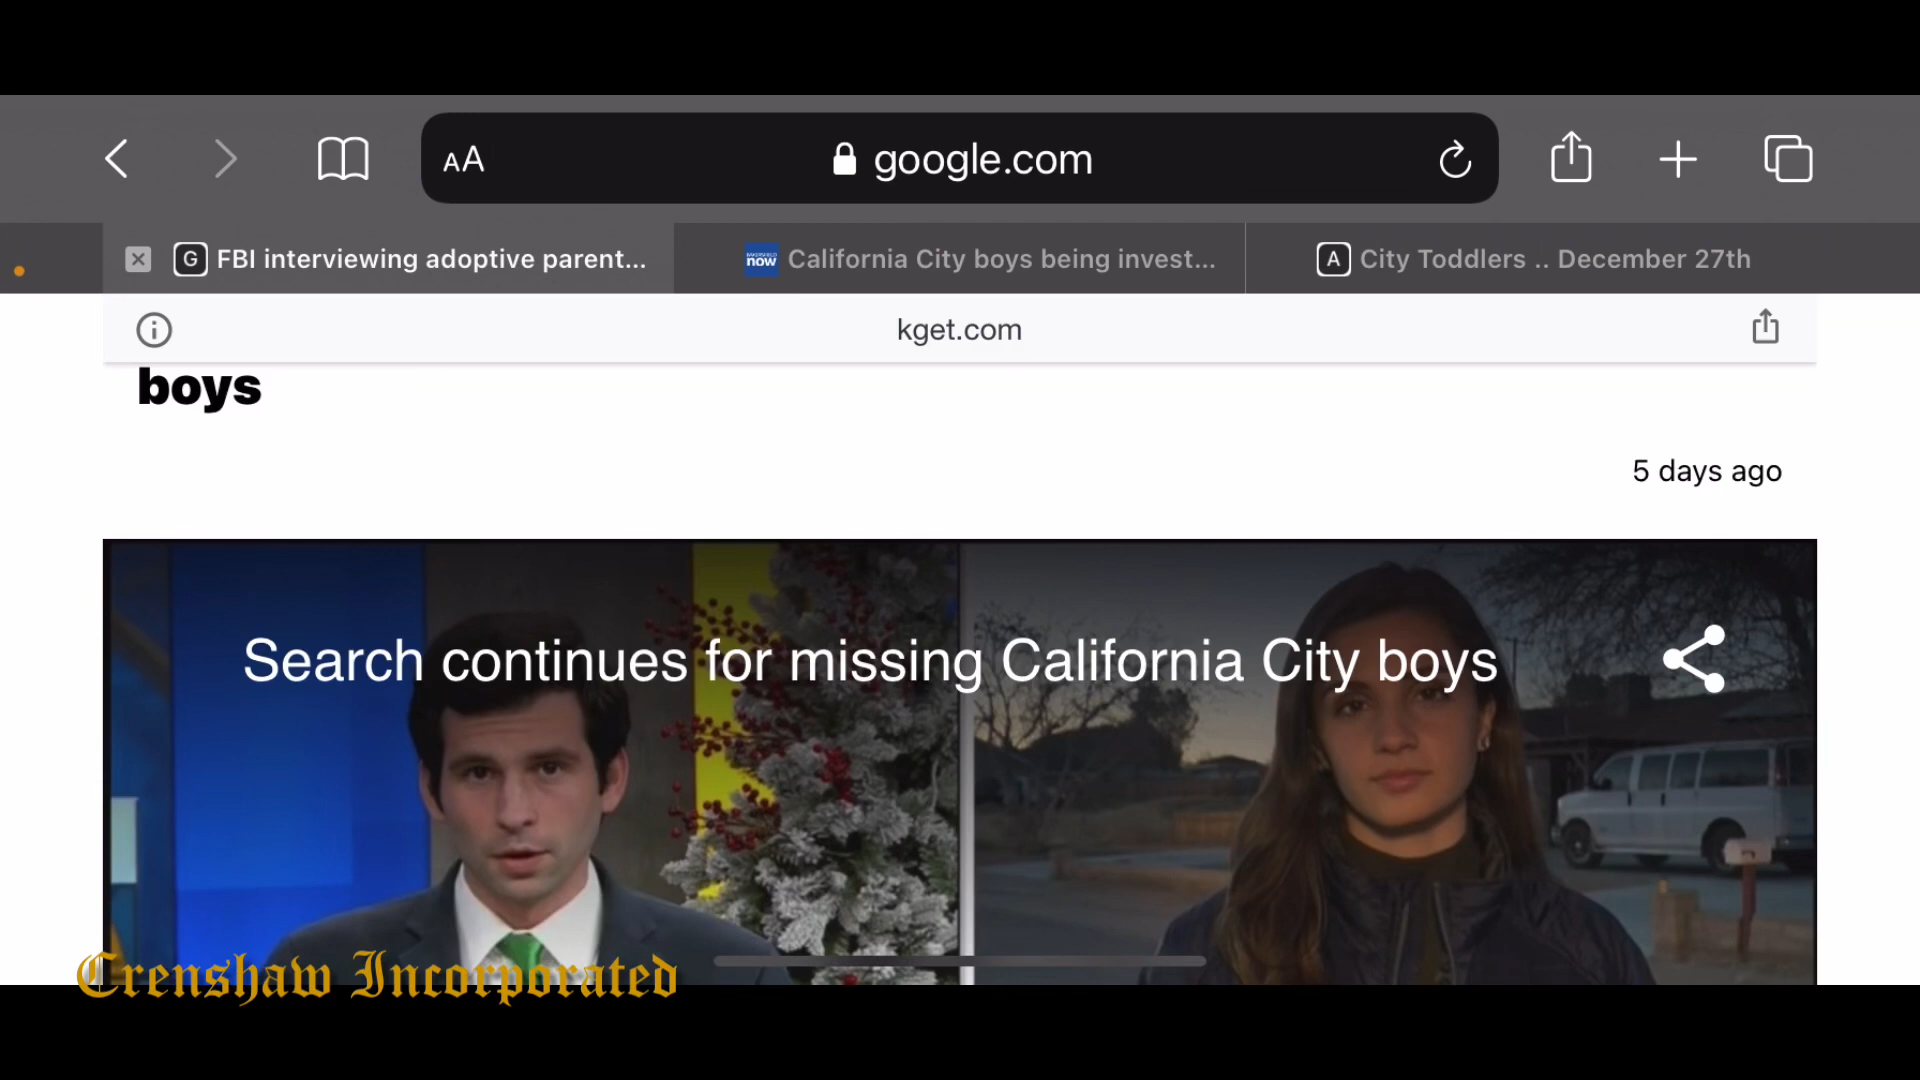 AA google.com
G FBI interviewing adoptive parent...
now California City boys being invest...
A City Toddlers .. December 27th
kget.com
boys
5 days ago
Search continues for missing California City boys
Crenshaw Incorporated